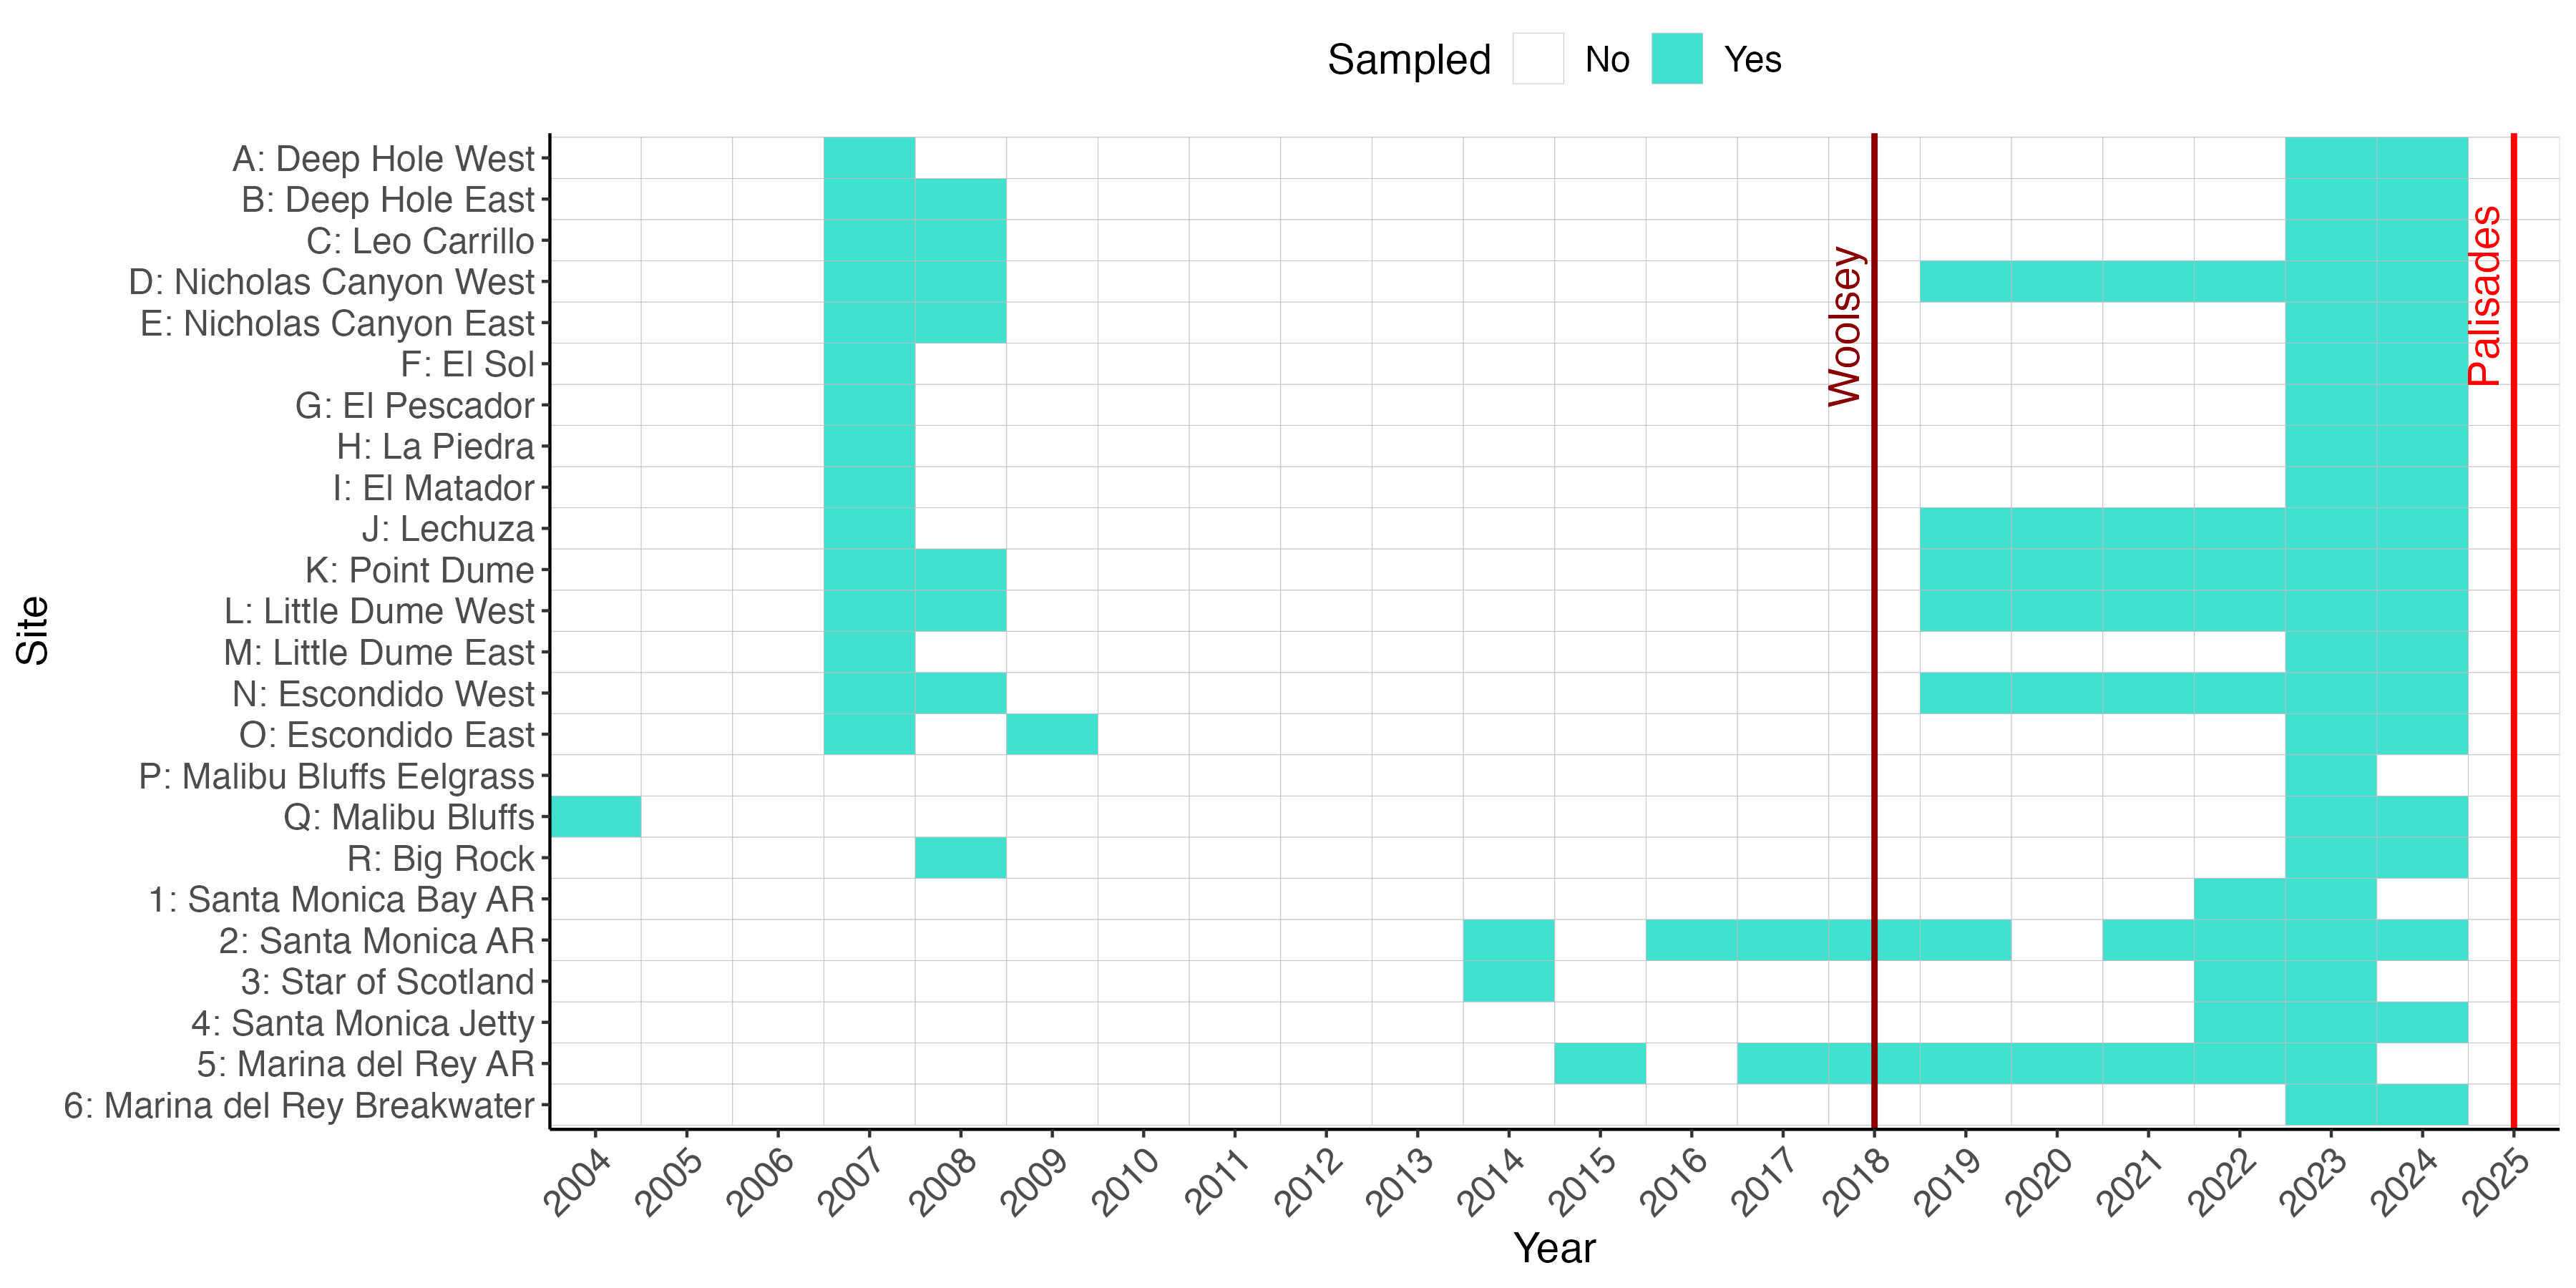 Sampled No Yes
A: Deep Hole West
B: Deep Hole East
C: Leo Carrillo
D: Nicholas Canyon West
E: Nicholas Canyon East
F: El Sol
G: El Pescador
H: La Piedra
I: El Matador
J: Lechuza
K: Point Dume
L: Little Dume West
M: Little Dume East
N: Escondido West
O: Escondido East
P: Malibu Bluffs Eelgrass
Q: Malibu Bluffs
R: Big Rock
1: Santa Monica Bay AR
2: Santa Monica AR
3: Star of Scotland
4: Santa Monica Jetty
5: Marina del Rey AR
6: Marina del Rey Breakwater
Site
Woolsey
Palisades
2004 2005 2006 2007 2008 2009 2010 2011 2012 2013 2014 2015 2016 2017 2018 2019 2020 2021 2022 2023 2024 2025
Year